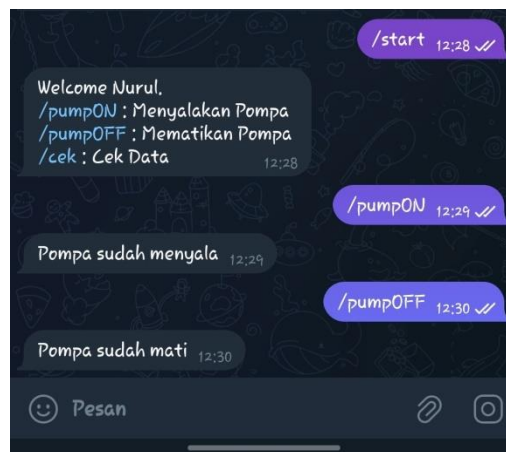 /start 12:28
Welcome Nurul.
/pumpON : Menyalakan Pompa
/pumpOFF : Mematikan Pompa
/cek : Cek Data 12:28
/pumpON 12:29
Pompa sudah menyala 12:29
/pumpOFF 12:30
Pompa sudah mati 12:30
Pesan